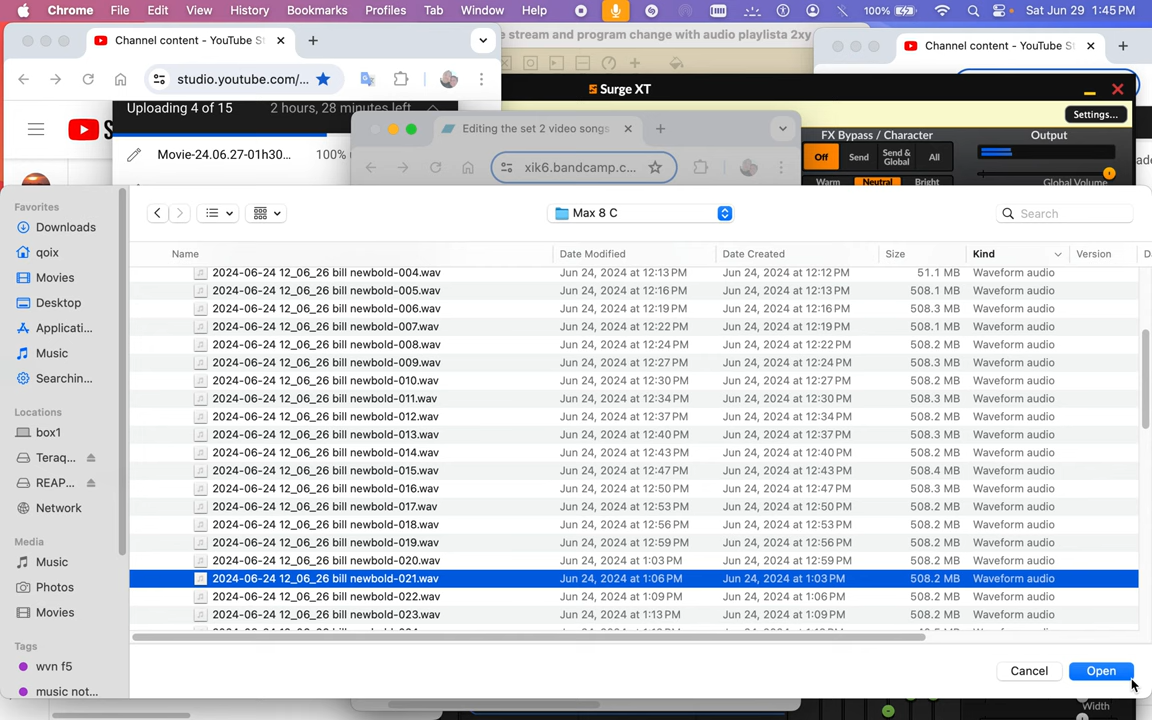 Chrome File Edit View History Bookmarks Profiles Tab Window Help 100% Sat Jun 29 1:45 PM
Channel content - YouTube St
e stream and program change with audio playlista 2xy
Channel content - YouTube St
studio.youtube.com/...
Surge XT
Uploading 4 of 15 2 hours, 28 minutes left
Settings...
Editing the set 2 video songs
FX Bypass / Character Output
Movie-24.06.27-01h30... 100%
xik6.bandcamp.c...
Off Send Send & Global All
Warm Neutral Bright Global Volume
Favorites
Downloads
qoix
Movies
Desktop
Applicati...
Music
Searchin...
Locations
box1
Teraq...
REAP...
Network
Media
Music
Photos
Movies
Tags
wvn f5
music not...
Max 8 C
Search
Name Date Modified Date Created Size Kind Version D
2024-06-24 12_06_26 bill newbold-004.wav Jun 24, 2024 at 12:13 PM Jun 24, 2024 at 12:12 PM 51.1 MB Waveform audio
2024-06-24 12_06_26 bill newbold-005.wav Jun 24, 2024 at 12:16 PM Jun 24, 2024 at 12:13 PM 508.1 MB Waveform audio
2024-06-24 12_06_26 bill newbold-006.wav Jun 24, 2024 at 12:19 PM Jun 24, 2024 at 12:16 PM 508.3 MB Waveform audio
2024-06-24 12_06_26 bill newbold-007.wav Jun 24, 2024 at 12:22 PM Jun 24, 2024 at 12:19 PM 508.1 MB Waveform audio
2024-06-24 12_06_26 bill newbold-008.wav Jun 24, 2024 at 12:24 PM Jun 24, 2024 at 12:22 PM 508.2 MB Waveform audio
2024-06-24 12_06_26 bill newbold-009.wav Jun 24, 2024 at 12:27 PM Jun 24, 2024 at 12:24 PM 508.3 MB Waveform audio
2024-06-24 12_06_26 bill newbold-010.wav Jun 24, 2024 at 12:30 PM Jun 24, 2024 at 12:27 PM 508.2 MB Waveform audio
2024-06-24 12_06_26 bill newbold-011.wav Jun 24, 2024 at 12:34 PM Jun 24, 2024 at 12:30 PM 508.3 MB Waveform audio
2024-06-24 12_06_26 bill newbold-012.wav Jun 24, 2024 at 12:37 PM Jun 24, 2024 at 12:34 PM 508.2 MB Waveform audio
2024-06-24 12_06_26 bill newbold-013.wav Jun 24, 2024 at 12:40 PM Jun 24, 2024 at 12:37 PM 508.3 MB Waveform audio
2024-06-24 12_06_26 bill newbold-014.wav Jun 24, 2024 at 12:43 PM Jun 24, 2024 at 12:40 PM 508.2 MB Waveform audio
2024-06-24 12_06_26 bill newbold-015.wav Jun 24, 2024 at 12:47 PM Jun 24, 2024 at 12:43 PM 508.4 MB Waveform audio
2024-06-24 12_06_26 bill newbold-016.wav Jun 24, 2024 at 12:50 PM Jun 24, 2024 at 12:47 PM 508.3 MB Waveform audio
2024-06-24 12_06_26 bill newbold-017.wav Jun 24, 2024 at 12:53 PM Jun 24, 2024 at 12:50 PM 508.2 MB Waveform audio
2024-06-24 12_06_26 bill newbold-018.wav Jun 24, 2024 at 12:56 PM Jun 24, 2024 at 12:53 PM 508.2 MB Waveform audio
2024-06-24 12_06_26 bill newbold-019.wav Jun 24, 2024 at 12:59 PM Jun 24, 2024 at 12:56 PM 508.2 MB Waveform audio
2024-06-24 12_06_26 bill newbold-020.wav Jun 24, 2024 at 1:03 PM Jun 24, 2024 at 12:59 PM 508.2 MB Waveform audio
2024-06-24 12_06_26 bill newbold-021.wav Jun 24, 2024 at 1:06 PM Jun 24, 2024 at 1:03 PM 508.2 MB Waveform audio
2024-06-24 12_06_26 bill newbold-022.wav Jun 24, 2024 at 1:09 PM Jun 24, 2024 at 1:06 PM 508.2 MB Waveform audio
2024-06-24 12_06_26 bill newbold-023.wav Jun 24, 2024 at 1:13 PM Jun 24, 2024 at 1:09 PM 508.2 MB Waveform audio
Cancel Open
Width